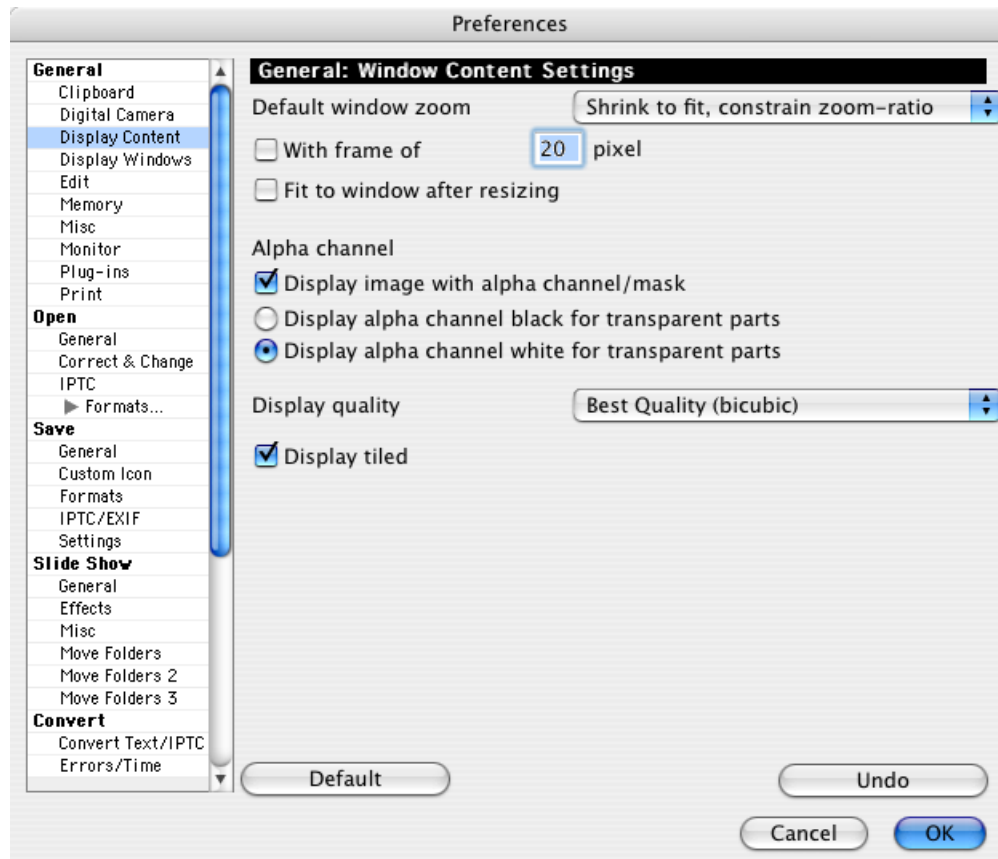 Preferences
General
Clipboard
Digital Camera
Display Content
Display Windows
Edit
Memory
Misc
Monitor
Plug-ins
Print
Open
General
Correct & Change
IPTC
Formats...
Save
General
Custom Icon
Formats
IPTC/EXIF
Settings
Slide Show
General
Effects
Misc
Move Folders
Move Folders 2
Move Folders 3
Convert
Convert Text/IPTC
Errors/Time
General: Window Content Settings
Default window zoom Shrink to fit, constrain zoom-ratio
With frame of 20 pixel
Fit to window after resizing
Alpha channel
Display image with alpha channel/mask
Display alpha channel black for transparent parts
Display alpha channel white for transparent parts
Display quality Best Quality (bicubic)
Display tiled
Default Undo
Cancel OK